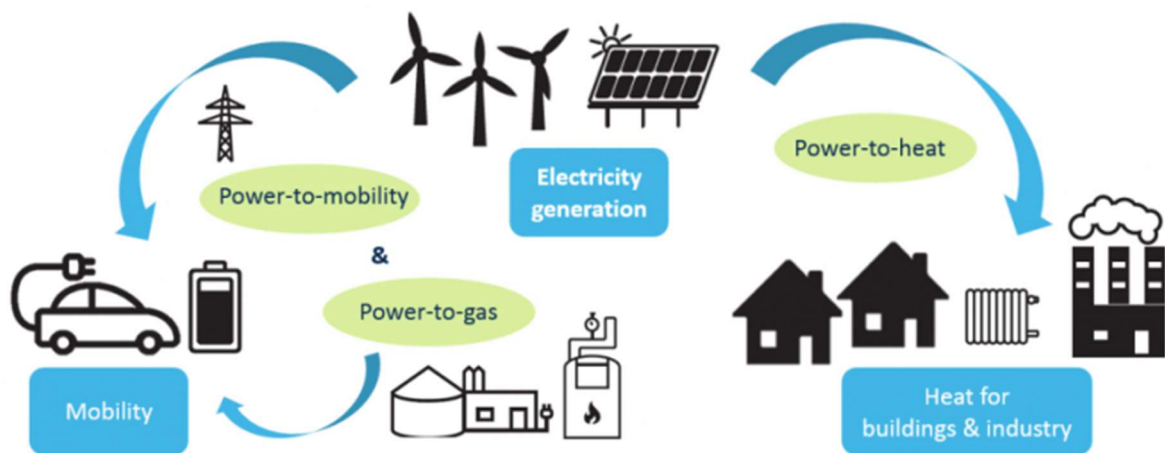 Power-to-heat
Power-to-mobility
Electricity
generation
&
Power-to-gas
Mobility
Heat for
buildings & industry